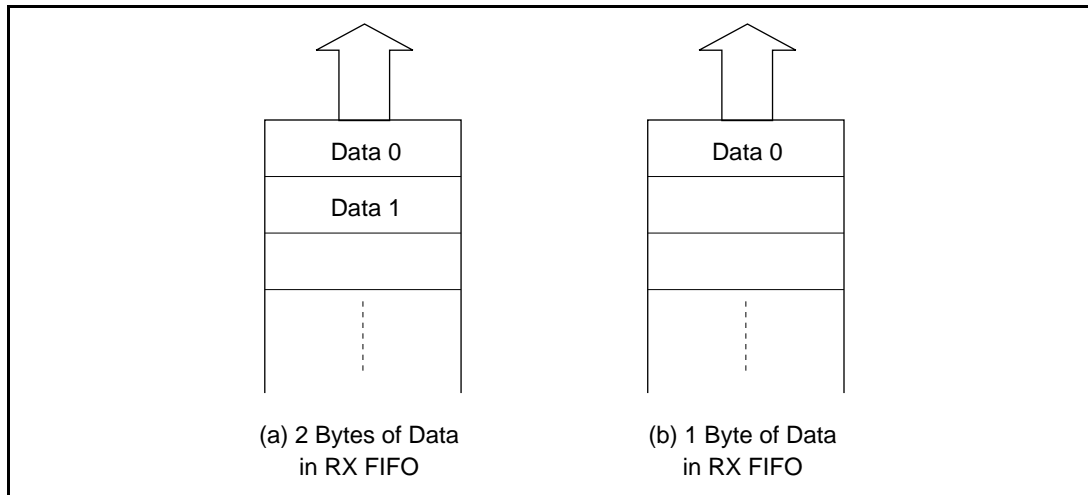 Data 0
Data 1
(a) 2 Bytes of Data
in RX FIFO
Data 0
(b) 1 Byte of Data
in RX FIFO